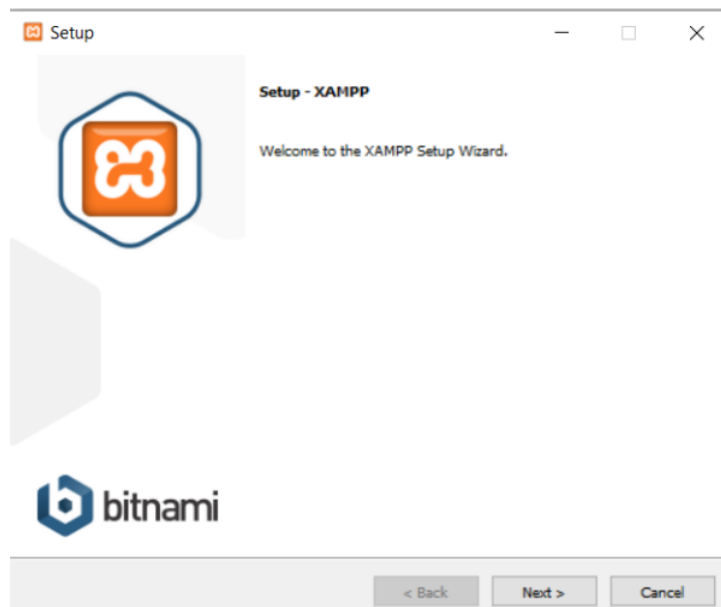 Setup
Setup - XAMPP
Welcome to the XAMPP Setup Wizard.
bitnami
< Back
Next >
Cancel